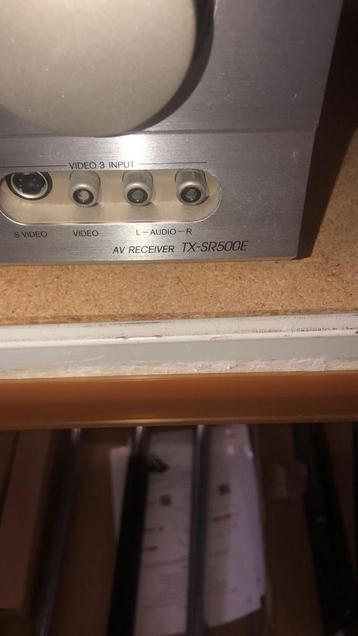 VIDEO 3 INPUT
S VIDEO VIDEO L—AUDIO—R
AV RECEIVER TX-SR500E